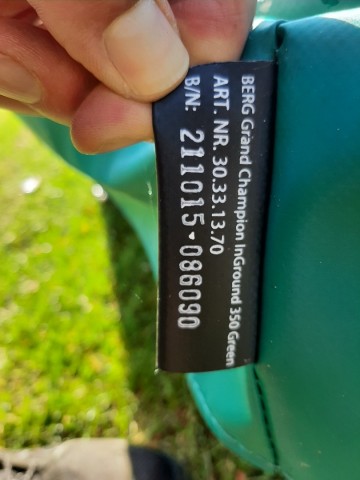 BERG Grand Champion InGround 350 Green
ART. NR. 30.33.13.70
B/N: 211015-086090